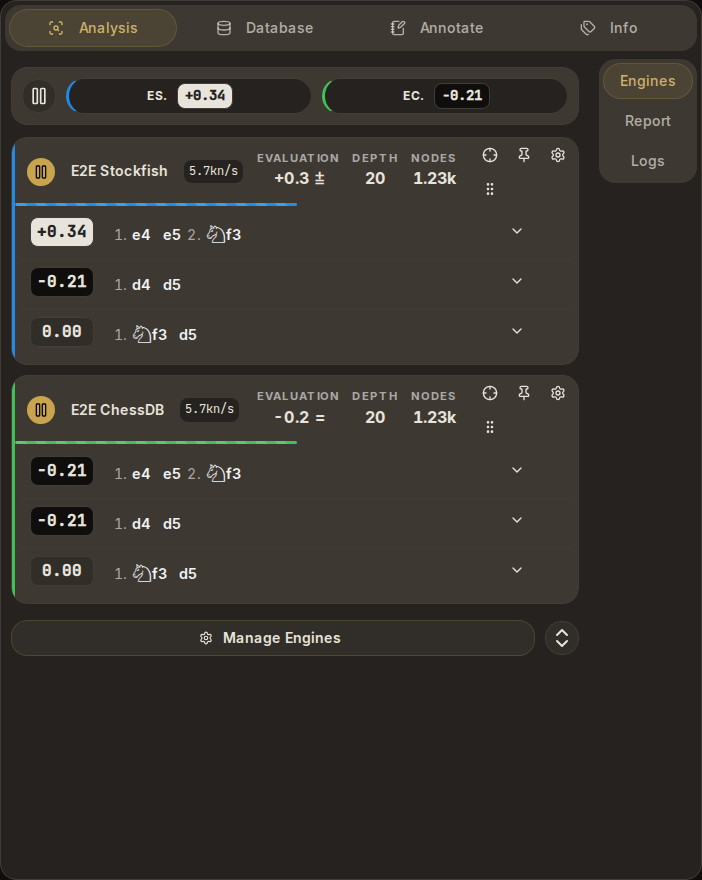 Analysis Database Annotate Info
ES. +0.34 EC. -0.21
Engines
Report
Logs
E2E Stockfish 5.7kn/s EVALUATION DEPTH NODES
+0.3 ± 20 1.23k
+0.34 1. e4 e5 2. ♘f3
-0.21 1. d4 d5
0.00 1. ♘f3 d5
E2E ChessDB 5.7kn/s EVALUATION DEPTH NODES
-0.2 = 20 1.23k
-0.21 1. e4 e5 2. ♘f3
-0.21 1. d4 d5
0.00 1. ♘f3 d5
Manage Engines